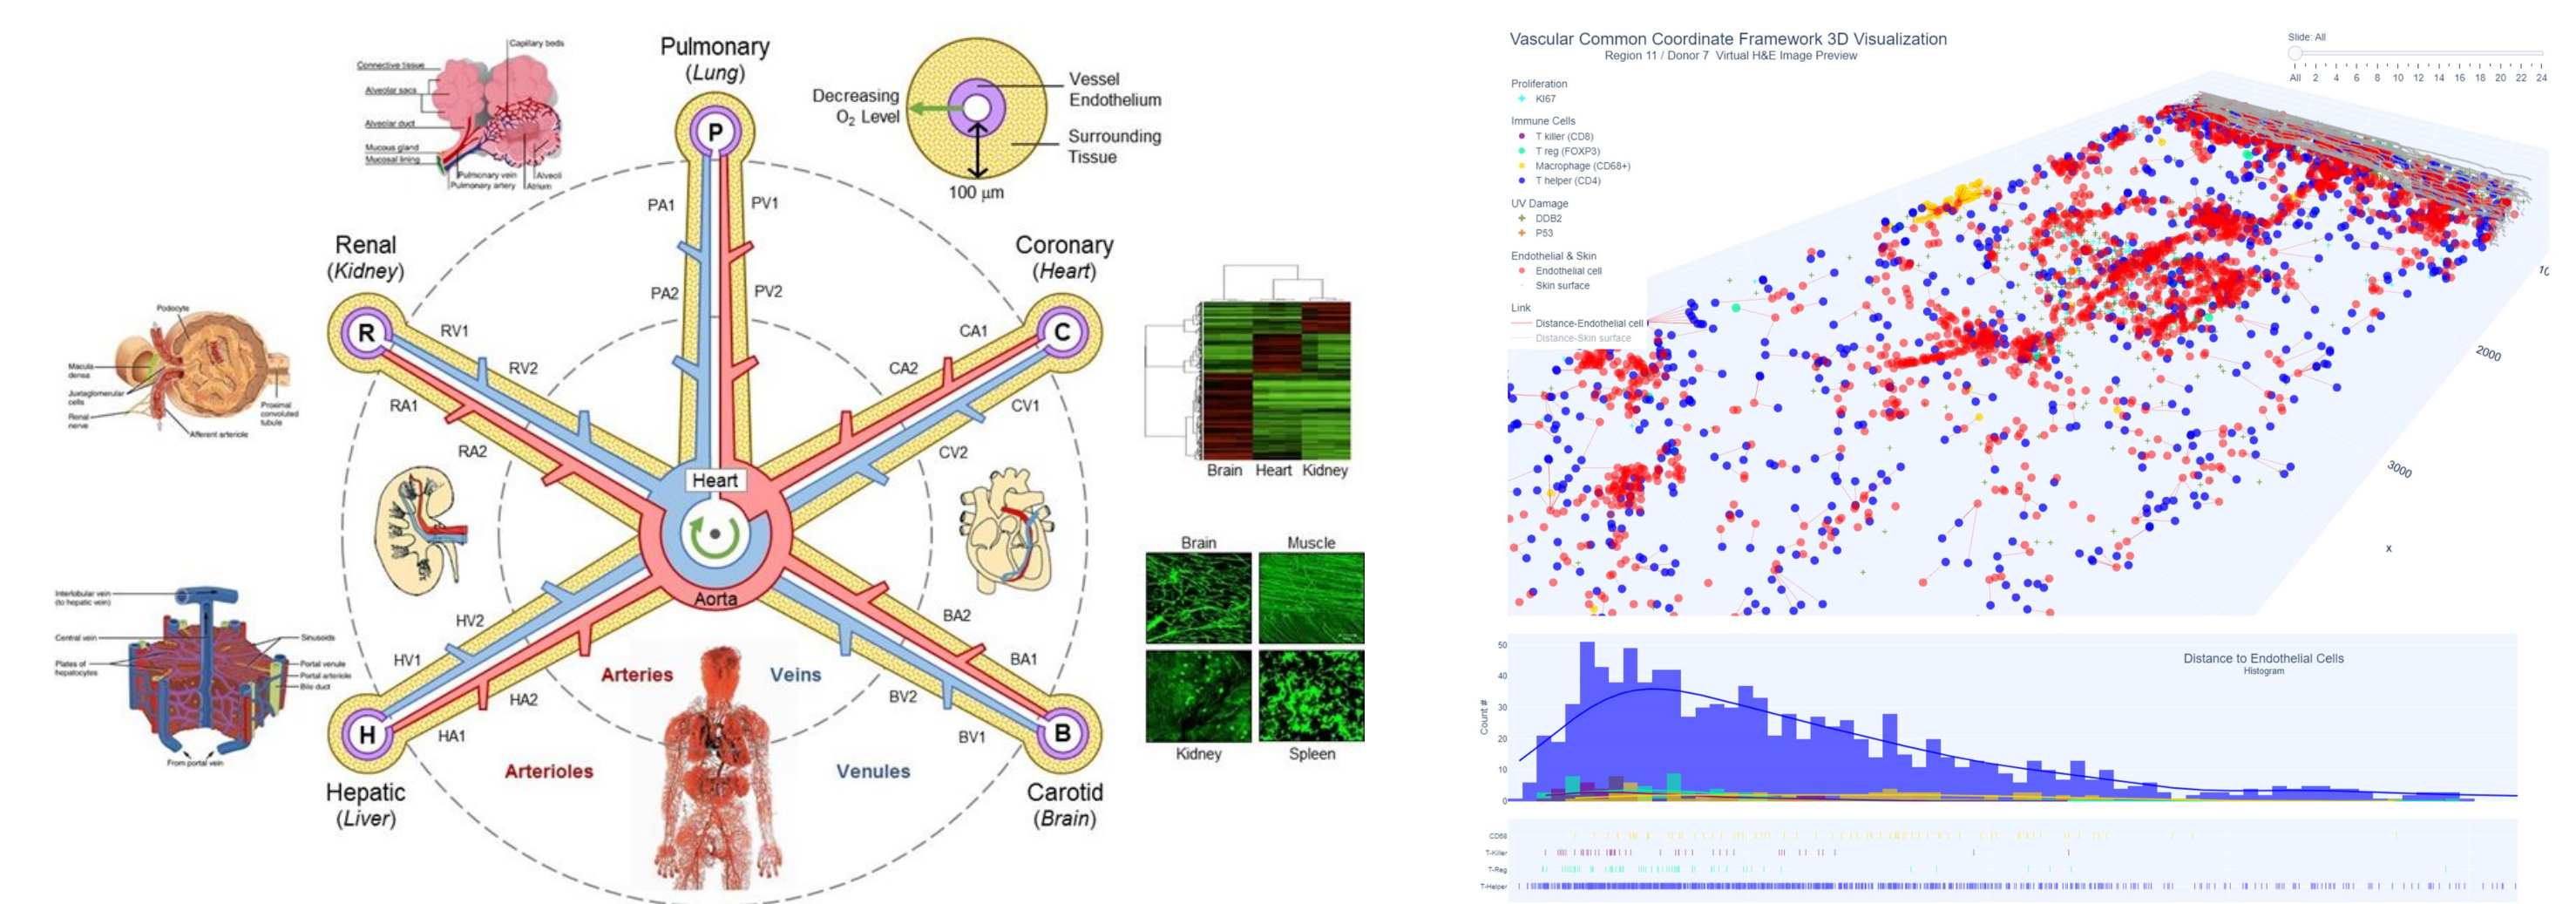 Capillary beds
Connective tissue
Alveolar sacs
Alveolar duct
Mucous gland
Mucosal lining
Pulmonary vein
Pulmonary artery
Alveoli
Atrium
Pulmonary
(Lung)
P
Decreasing
O2 Level
Vessel
Endothelium
Surrounding
Tissue
100 μm
PA1
PV1
PA2
PV2
Renal
(Kidney)
R
Coronary
(Heart)
C
RV1
RV2
RA1
RA2
CA1
CA2
CV1
CV2
Podocyte
Macula
densa
Juxtaglomerular
cells
Renal
nerve
Afferent arteriole
Proximal
convoluted
tubule
Brain Heart Kidney
Heart
Aorta
Interlobular vein
(to hepatic vein)
Central vein
Plates of
hepatocytes
Sinusoids
Portal venule
Portal arteriole
Bile duct
From portal vein
HV2
HV1
HA2
HA1
H
Hepatic
(Liver)
BA2
BA1
BV2
BV1
B
Carotid
(Brain)
Arteries
Veins
Arterioles
Venules
Brain
Muscle
Kidney
Spleen
Vascular Common Coordinate Framework 3D Visualization
Region 11 / Donor 7 Virtual H&E Image Preview
Slide: All
All 2 4 6 8 10 12 14 16 18 20 22 24
Proliferation
KI67
Immune Cells
T killer (CD8)
T reg (FOXP3)
Macrophage (CD68+)
T helper (CD4)
UV Damage
DDB2
P53
Endothelial & Skin
Endothelial cell
Skin surface
Link
Distance-Endothelial cell
Distance-Skin surface
10
2000
3000
x
Distance to Endothelial Cells
Histogram
Count #
50
40
30
20
10
0
CD68
T-Killer
T-Reg
T-Helper